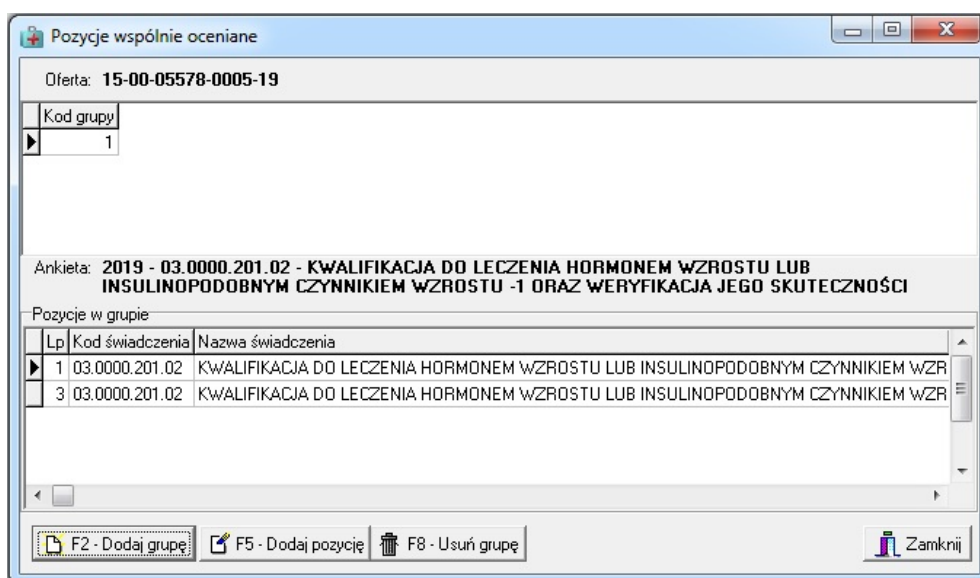 Pozycje wspólnie oceniane
Oferta: 15-00-05578-0005-19
Kod grupy
1
Ankieta: 2019 - 03.0000.201.02 - KWALIFIKACJA DO LECZENIA HORMONEM WZROSTU LUB
INSULINOPODOBNYM CZYNNIKIEM WZROSTU -1 ORAZ WERYFIKACJA JEGO SKUTECZNOŚCI
Pozycje w grupie
Lp Kod świadczenia Nazwa świadczenia
1 03.0000.201.02 KWALIFIKACJA DO LECZENIA HORMONEM WZROSTU LUB INSULINOPODOBNYM CZYNNIKIEM WZR
3 03.0000.201.02 KWALIFIKACJA DO LECZENIA HORMONEM WZROSTU LUB INSULINOPODOBNYM CZYNNIKIEM WZR
F2 - Dodaj grupę F5 - Dodaj pozycję F8 - Usuń grupę Zamknij